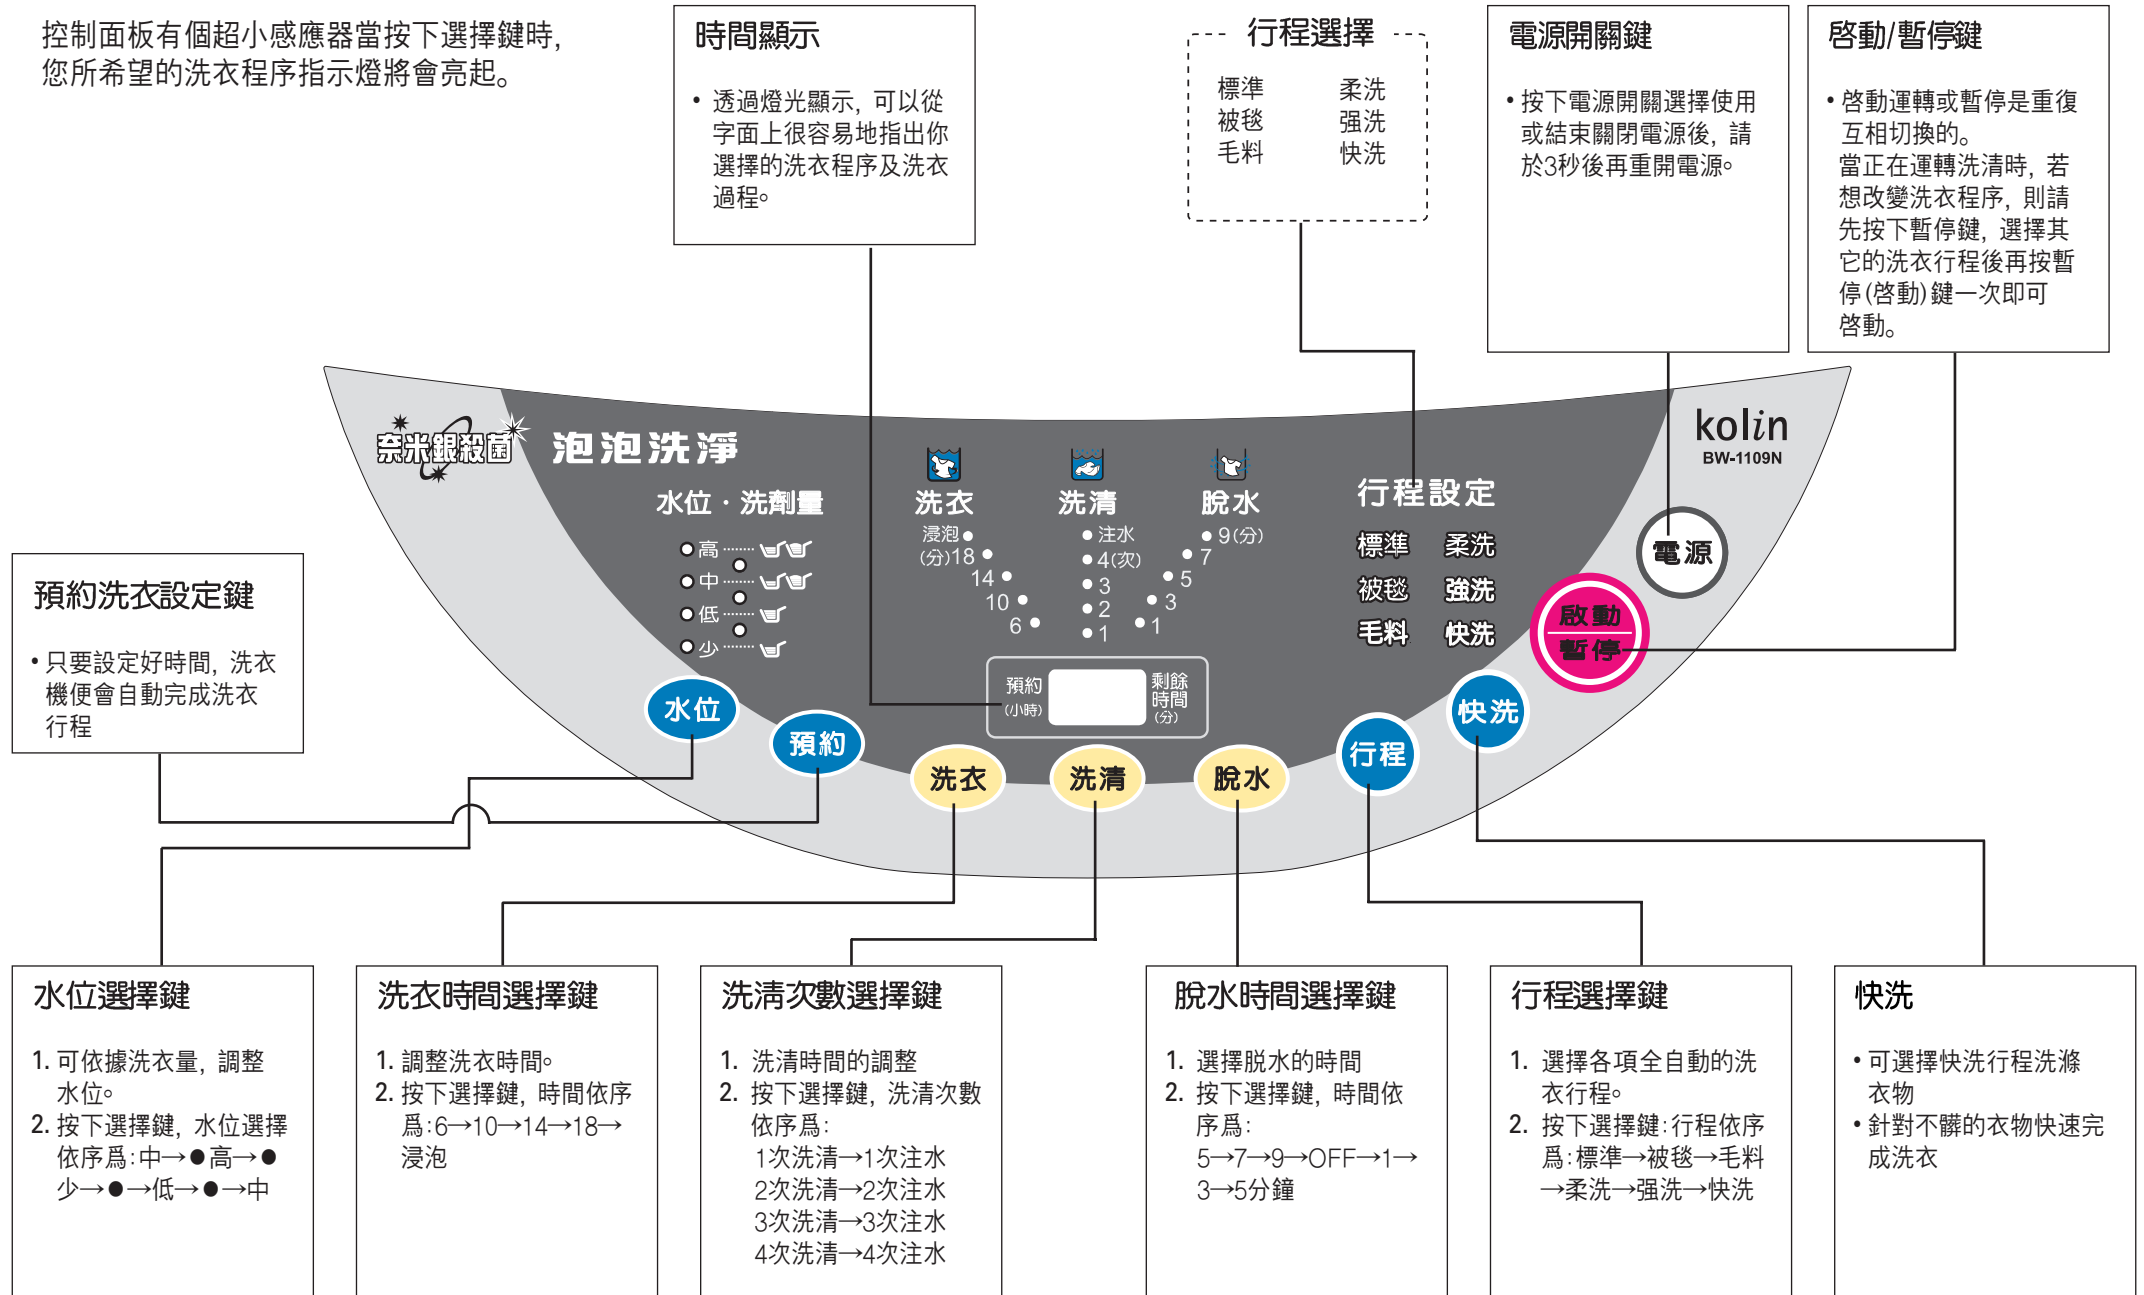 控制面板有個超小感應器當按下選擇鍵時,
您所希望的洗衣程序指示燈將會亮起。
時間顯示
• 透過燈光顯示, 可以從
字面上很容易地指出你
選擇的洗衣程序及洗衣
過程。
行程選擇
標準 柔洗
被毯 强洗
毛料 快洗
電源開關鍵
• 按下電源開關選擇使用
或結束關閉電源後, 請
於3秒後再重開電源。
啓動/暫停鍵
• 啓動運轉或暫停是重復
互相切換的。
當正在運轉洗清時, 若
想改變洗衣程序, 則請
先按下暫停鍵, 選擇其
它的洗衣行程後再按暫
停(啓動)鍵一次即可
啓動。
奈米銀殺菌
泡泡洗淨
kolin
BW-1109N
水位・洗劑量
高
中
低
少
洗衣
浸泡
(分)18
14
10
6
洗清
注水
4(次)
3
2
1
脫水
9(分)
7
5
3
1
行程設定
標準 柔洗
被毯 強洗
毛料 快洗
電源
啟動
暫停
預約
(小時)
剩餘
時間
(分)
水位
預約
洗衣
洗清
脫水
行程
快洗
預約洗衣設定鍵
• 只要設定好時間, 洗衣
機便會自動完成洗衣
行程
水位選擇鍵
1. 可依據洗衣量, 調整
水位。
2. 按下選擇鍵, 水位選擇
依序爲:中→●高→●
少→●→低→●→中
洗衣時間選擇鍵
1. 調整洗衣時間。
2. 按下選擇鍵, 時間依序
爲:6→10→14→18→
浸泡
洗清次數選擇鍵
1. 洗清時間的調整
2. 按下選擇鍵, 洗清次數
依序爲:
1次洗清→1次注水
2次洗清→2次注水
3次洗清→3次注水
4次洗清→4次注水
脫水時間選擇鍵
1. 選擇脱水的時間
2. 按下選擇鍵, 時間依
序爲:
5→7→9→OFF→1→
3→5分鐘
行程選擇鍵
1. 選擇各項全自動的洗
衣行程。
2. 按下選擇鍵:行程依序
爲:標準→被毯→毛料
→柔洗→强洗→快洗
快洗
• 可選擇快洗行程洗滌
衣物
• 針對不髒的衣物快速完
成洗衣